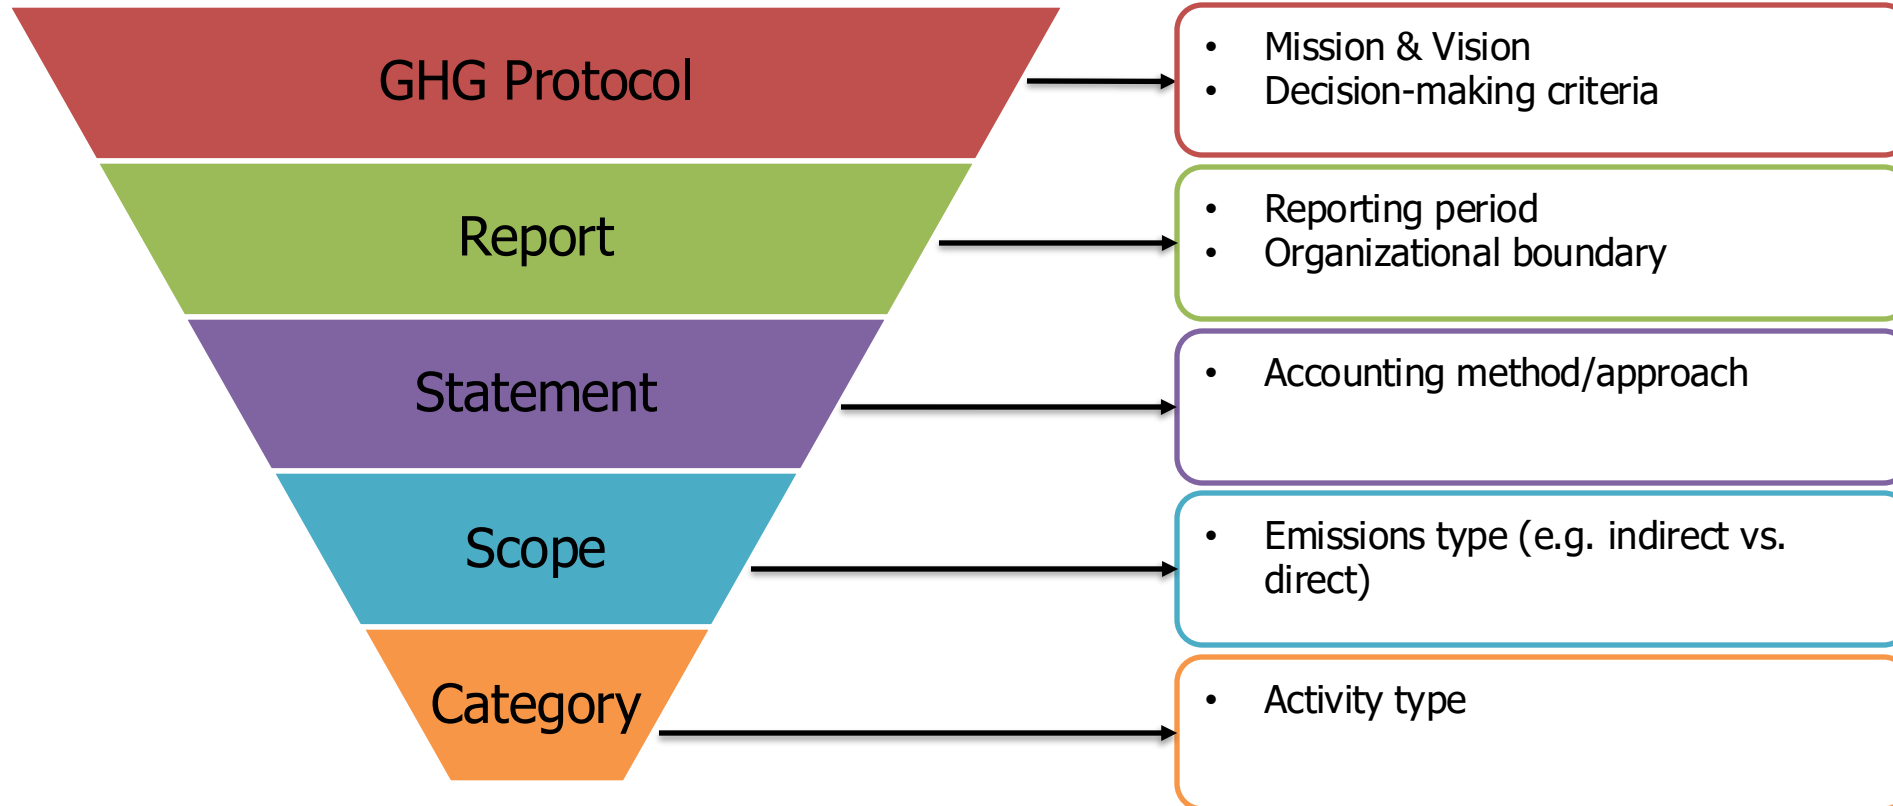 GHG Protocol
• Mission & Vision
• Decision-making criteria
Report
• Reporting period
• Organizational boundary
Statement
• Accounting method/approach
Scope
• Emissions type (e.g. indirect vs.
direct)
Category
• Activity type